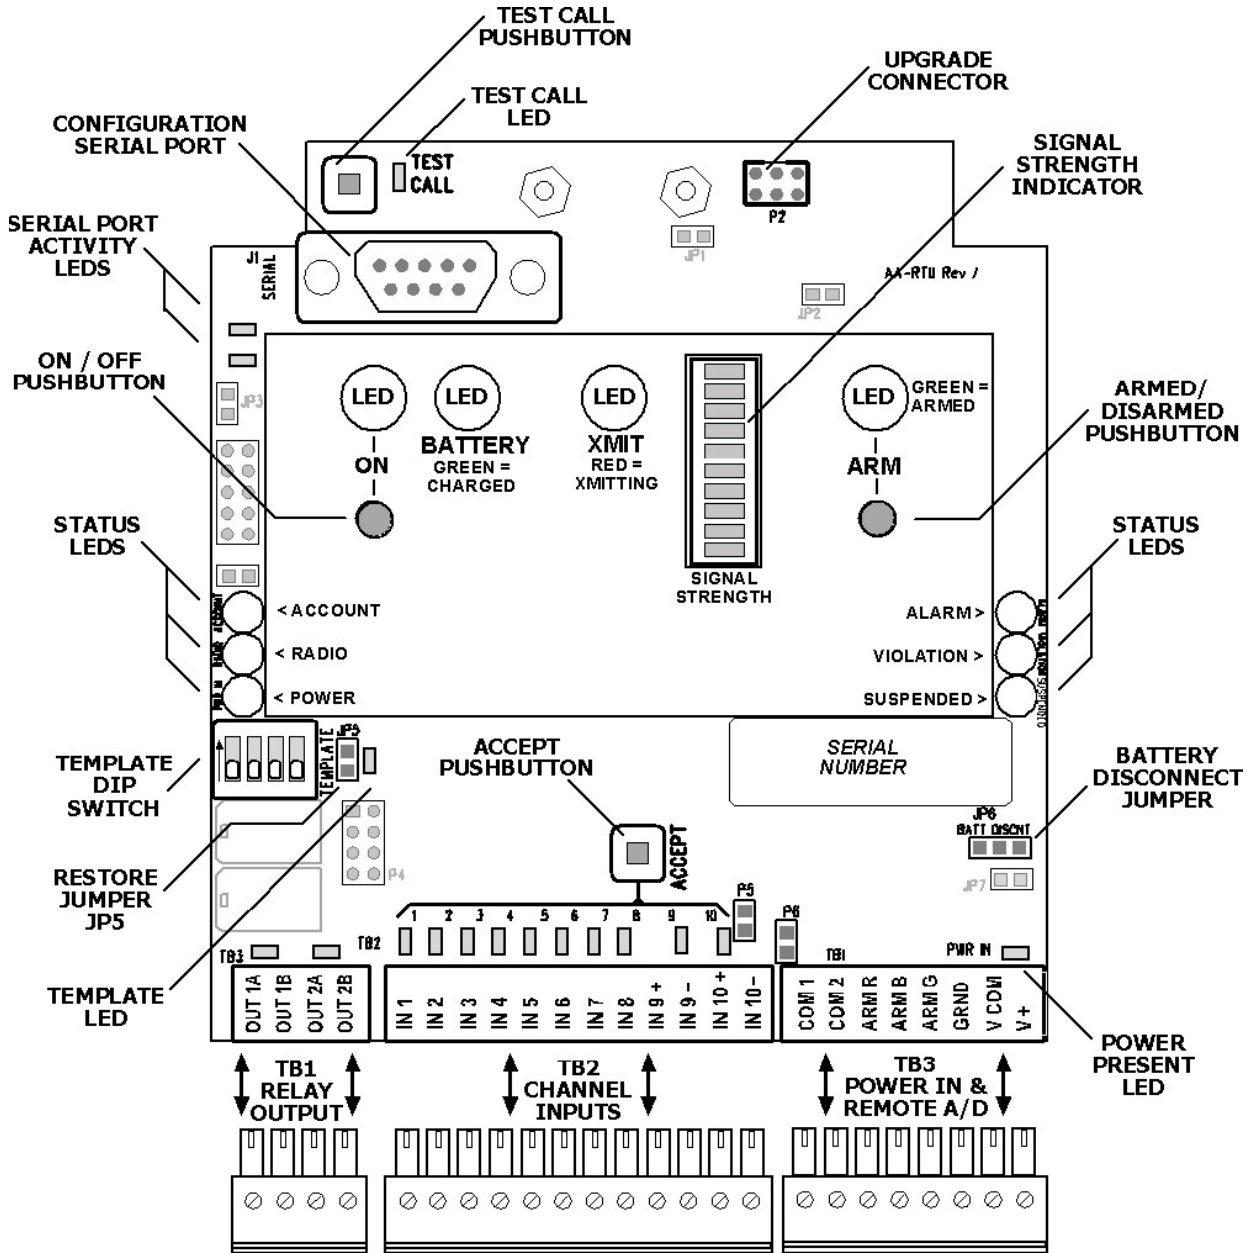 TEST CALL
PUSHBUTTON
TEST CALL
LED
UPGRADE
CONNECTOR
CONFIGURATION
SERIAL PORT
SIGNAL
STRENGTH
INDICATOR
TEST
CALL
P2
SERIAL PORT
ACTIVITY
LEDS
J1
SERIAL
JP1
AA-RTU Rev /
JP2
ON / OFF
PUSHBUTTON
JP3
LED
LED
LED
LED
GREEN =
ARMED
ARMED/
DISARMED
PUSHBUTTON
BATTERY
GREEN =
CHARGED
XMIT
RED =
XMITTING
ON
ARM
STATUS
LEDS
STATUS
LEDS
SIGNAL
STRENGTH
ACCOUNT
RADIO
PWR IN
< ACCOUNT
< RADIO
< POWER
ALARM >
VIOLATION >
SUSPENDED >
SUSPENDED
TEMPLATE
DIP
SWITCH
TEMPLATE
JP5
ACCEPT
PUSHBUTTON
SERIAL
NUMBER
BATTERY
DISCONNECT
JUMPER
JP6
BATT DISCNT
JP7
RESTORE
JUMPER
JP5
P4
ACCEPT
1 2 3 4 5 6 7 8 9 10
P5
P6
TB3
TB2
TB1
PWR IN
TEMPLATE
LED
OUT 1A
OUT 1B
OUT 2A
OUT 2B
IN 1
IN 2
IN 3
IN 4
IN 5
IN 6
IN 7
IN 8
IN 9 +
IN 9 -
IN 10 +
IN 10 -
COM 1
COM 2
ARM R
ARM B
ARM G
GRND
V COM
V +
POWER
PRESENT
LED
TB1
RELAY
OUTPUT
TB2
CHANNEL
INPUTS
TB3
POWER IN &
REMOTE A/D